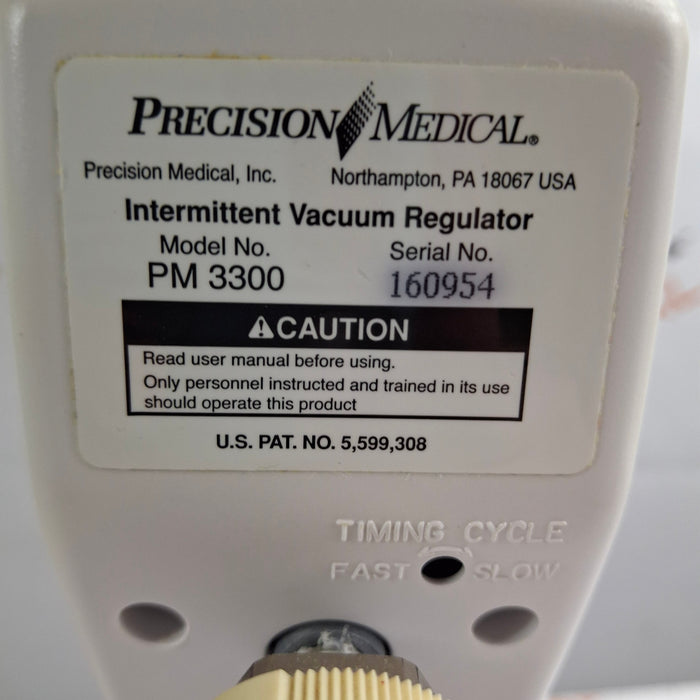 PRECISION MEDICAL®
Precision Medical, Inc. Northampton, PA 18067 USA
Intermittent Vacuum Regulator
Model No. Serial No.
PM 3300 160954
⚠CAUTION
Read user manual before using.
Only personnel instructed and trained in its use
should operate this product
U.S. PAT. NO. 5,599,308
TIMING CYCLE
FAST SLOW